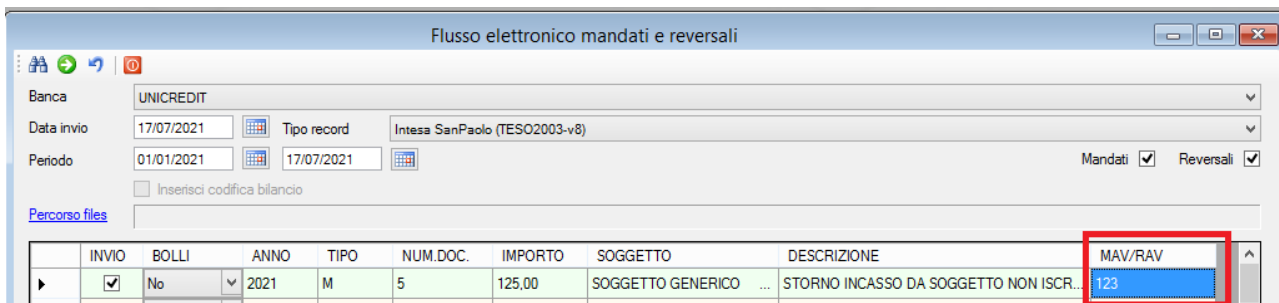 Flusso elettronico mandati e reversali
Banca UNICREDIT
Data invio 17/07/2021 Tipo record Intesa SanPaolo (TESO2003-v8)
Periodo 01/01/2021 17/07/2021 Mandati Reversali
Inserisci codifica bilancio
Percorso files
INVIO BOLLI ANNO TIPO NUM.DOC. IMPORTO SOGGETTO DESCRIZIONE MAV/RAV
No 2021 M 5 125,00 SOGGETTO GENERICO ... STORNO INCASSO DA SOGGETTO NON ISCR... 123